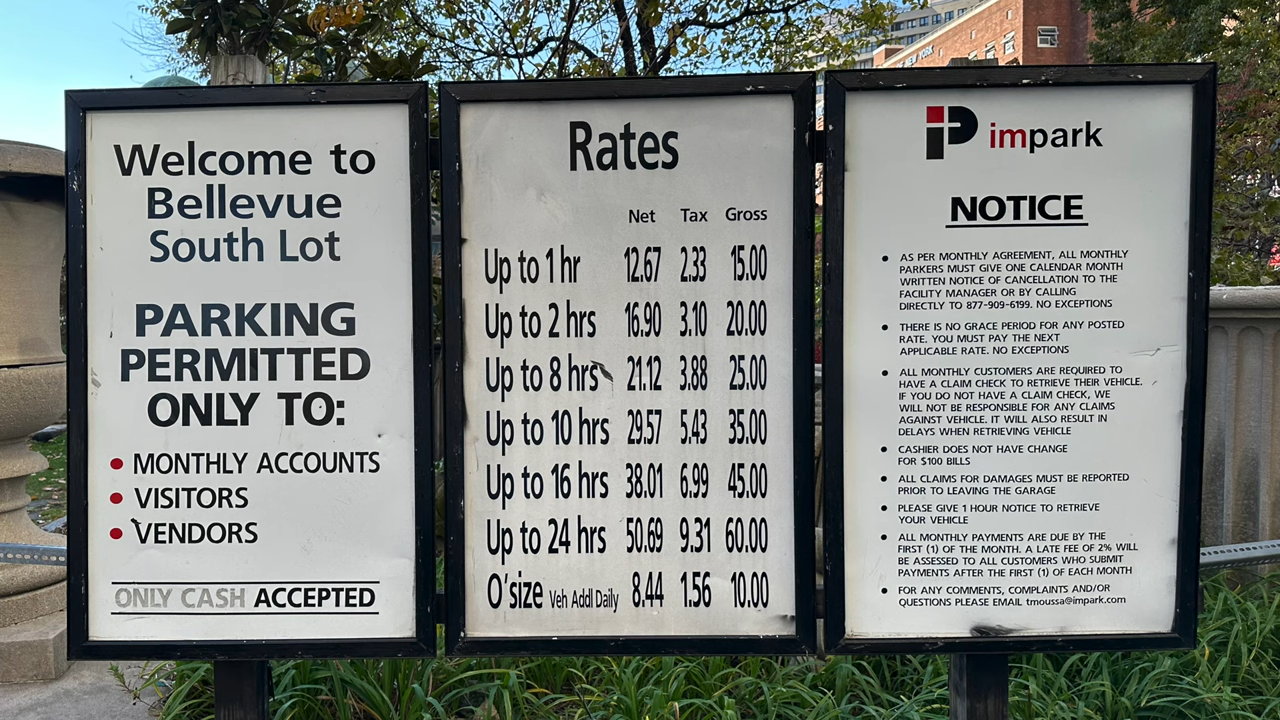 Welcome to
Bellevue
South Lot
PARKING
PERMITTED
ONLY TO:
MONTHLY ACCOUNTS
VISITORS
VENDORS
ONLY CASH ACCEPTED
Rates
Net Tax Gross
Up to 1 hr 12.67 2.33 15.00
Up to 2 hrs 16.90 3.10 20.00
Up to 8 hrs 21.12 3.88 25.00
Up to 10 hrs 29.57 5.43 35.00
Up to 16 hrs 38.01 6.99 45.00
Up to 24 hrs 50.69 9.31 60.00
O'size Veh Addl Daily 8.44 1.56 10.00
impark
NOTICE
AS PER MONTHLY AGREEMENT, ALL MONTHLY
PARKERS MUST GIVE ONE CALENDAR MONTH
WRITTEN NOTICE OF CANCELLATION TO THE
FACILITY MANAGER OR BY CALLING
DIRECTLY TO 877-909-6199. NO EXCEPTIONS
THERE IS NO GRACE PERIOD FOR ANY POSTED
RATE. YOU MUST PAY THE NEXT
APPLICABLE RATE. NO EXCEPTIONS
ALL MONTHLY CUSTOMERS ARE REQUIRED TO
HAVE A CLAIM CHECK TO RETRIEVE THEIR VEHICLE.
IF YOU DO NOT HAVE A CLAIM CHECK, WE
WILL NOT BE RESPONSIBLE FOR ANY CLAIMS
AGAINST VEHICLE. IT WILL ALSO RESULT IN
DELAYS WHEN RETRIEVING VEHICLE
CASHIER DOES NOT HAVE CHANGE
FOR $100 BILLS
ALL CLAIMS FOR DAMAGES MUST BE REPORTED
PRIOR TO LEAVING THE GARAGE
PLEASE GIVE 1 HOUR NOTICE TO RETRIEVE
YOUR VEHICLE
ALL MONTHLY PAYMENTS ARE DUE BY THE
FIRST (1) OF THE MONTH. A LATE FEE OF 2% WILL
BE ASSESSED TO ALL CUSTOMERS WHO SUBMIT
PAYMENTS AFTER THE FIRST (1) OF EACH MONTH
FOR ANY COMMENTS, COMPLAINTS AND/OR
QUESTIONS PLEASE EMAIL tmoussa@impark.com